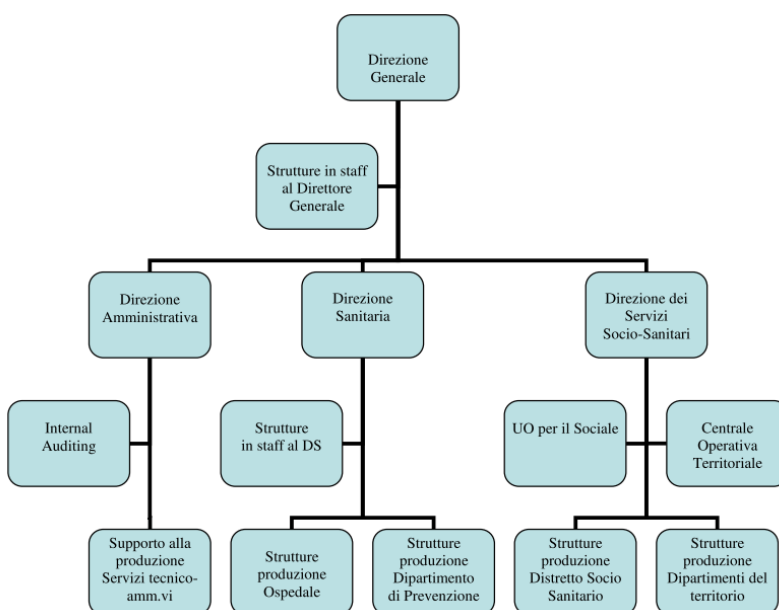 Direzione
Generale
Strutture in staff
al Direttore
Generale
Direzione
Amministrativa
Direzione
Sanitaria
Direzione dei
Servizi
Socio-Sanitari
Internal
Auditing
Strutture
in staff al DS
UO per il Sociale
Centrale
Operativa
Territoriale
Supporto alla
produzione
Servizi tecnico-
amm.vi
Strutture
produzione
Ospedale
Strutture
produzione
Dipartimento
di Prevenzione
Strutture
produzione
Distretto Socio
Sanitario
Strutture
produzione
Dipartimenti del
territorio